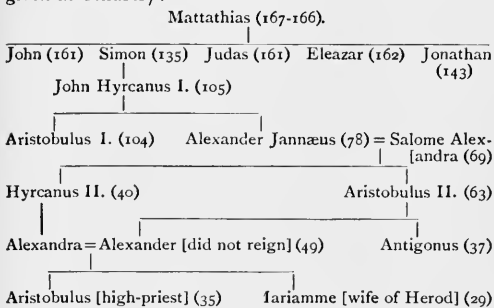 Mattathias (167-166).
John (161) Simon (135) Judas (161) Eleazar (162) Jonathan
(143)
John Hyrcanus I. (105)
Aristobulus I. (104) Alexander Jannæus (78) = Salome Alex-
[andra (69)
Hyrcanus II. (40) Aristobulus II. (63)
Alexandra = Alexander [did not reign] (49) Antigonus (37)
Aristobulus [high-priest] (35) [wife of Herod] (29)